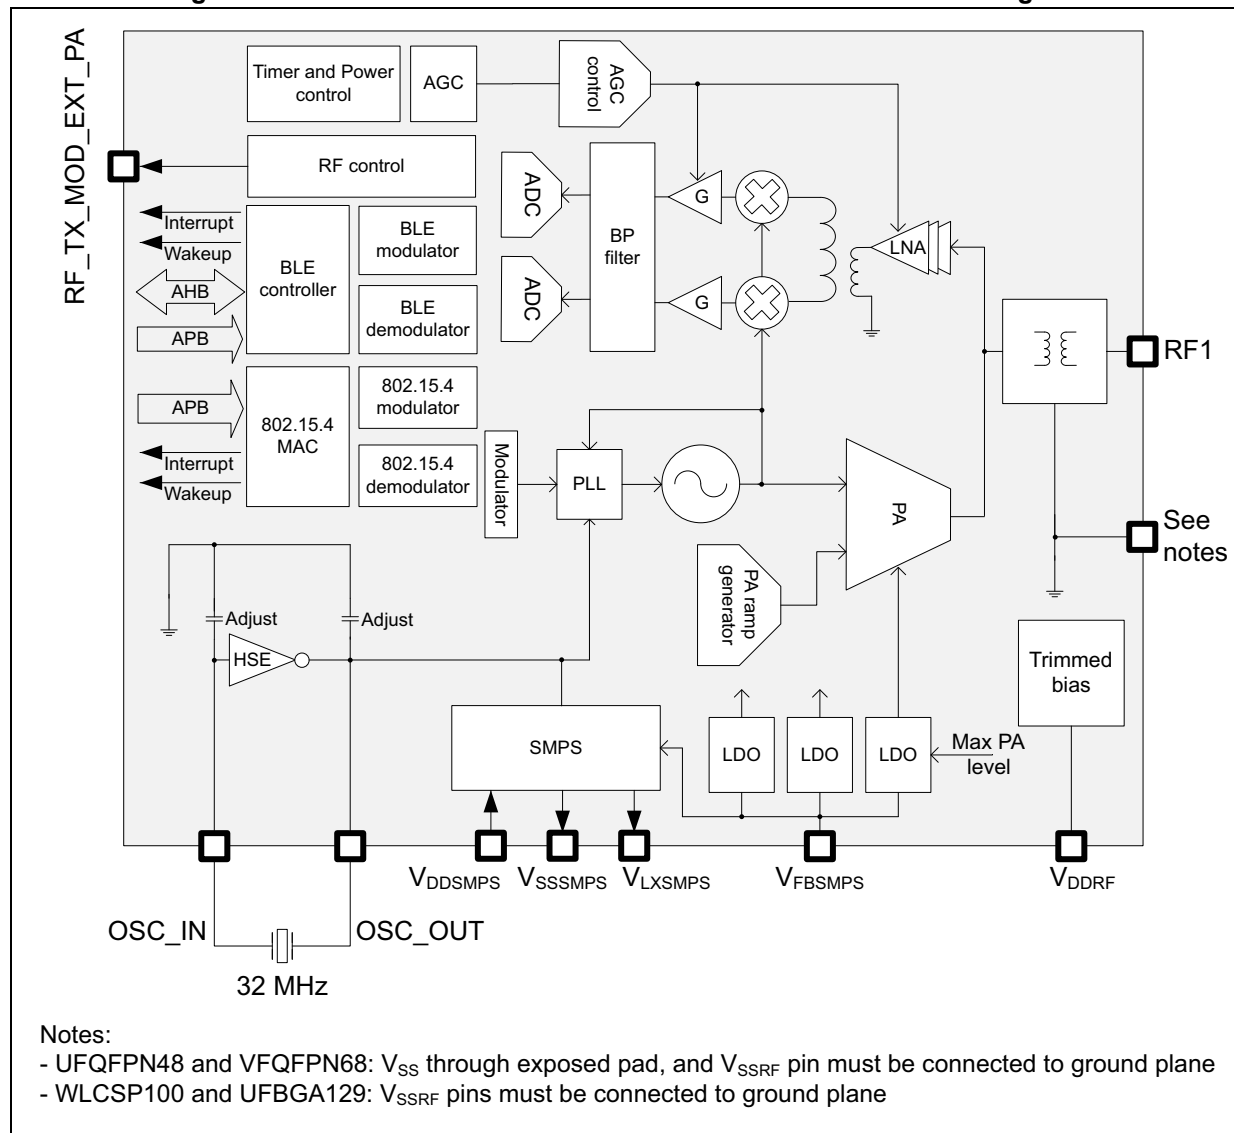 RF_TX_MOD_EXT_PA
Timer and Power
control
AGC
AGC
control
RF control
ADC
ADC
BP
filter
G
G
LNA
Interrupt
Wakeup
AHB
APB
BLE
controller
BLE
modulator
BLE
demodulator
RF1
APB
Interrupt
Wakeup
802.15.4
MAC
802.15.4
modulator
802.15.4
demodulator
Modulator
PLL
PA
See
notes
PA ramp
generator
Adjust
Adjust
HSE
Trimmed
bias
SMPS
LDO
LDO
LDO
Max PA
level
VDDSMPS
VSSSMPS
VLXSMPS
VFBSMPS
VDDRF
OSC_IN
OSC_OUT
32 MHz
Notes:
- UFQFPN48 and VFQFPN68: VSS through exposed pad, and VSSRF pin must be connected to ground plane
- WLCSP100 and UFBGA129: VSSRF pins must be connected to ground plane